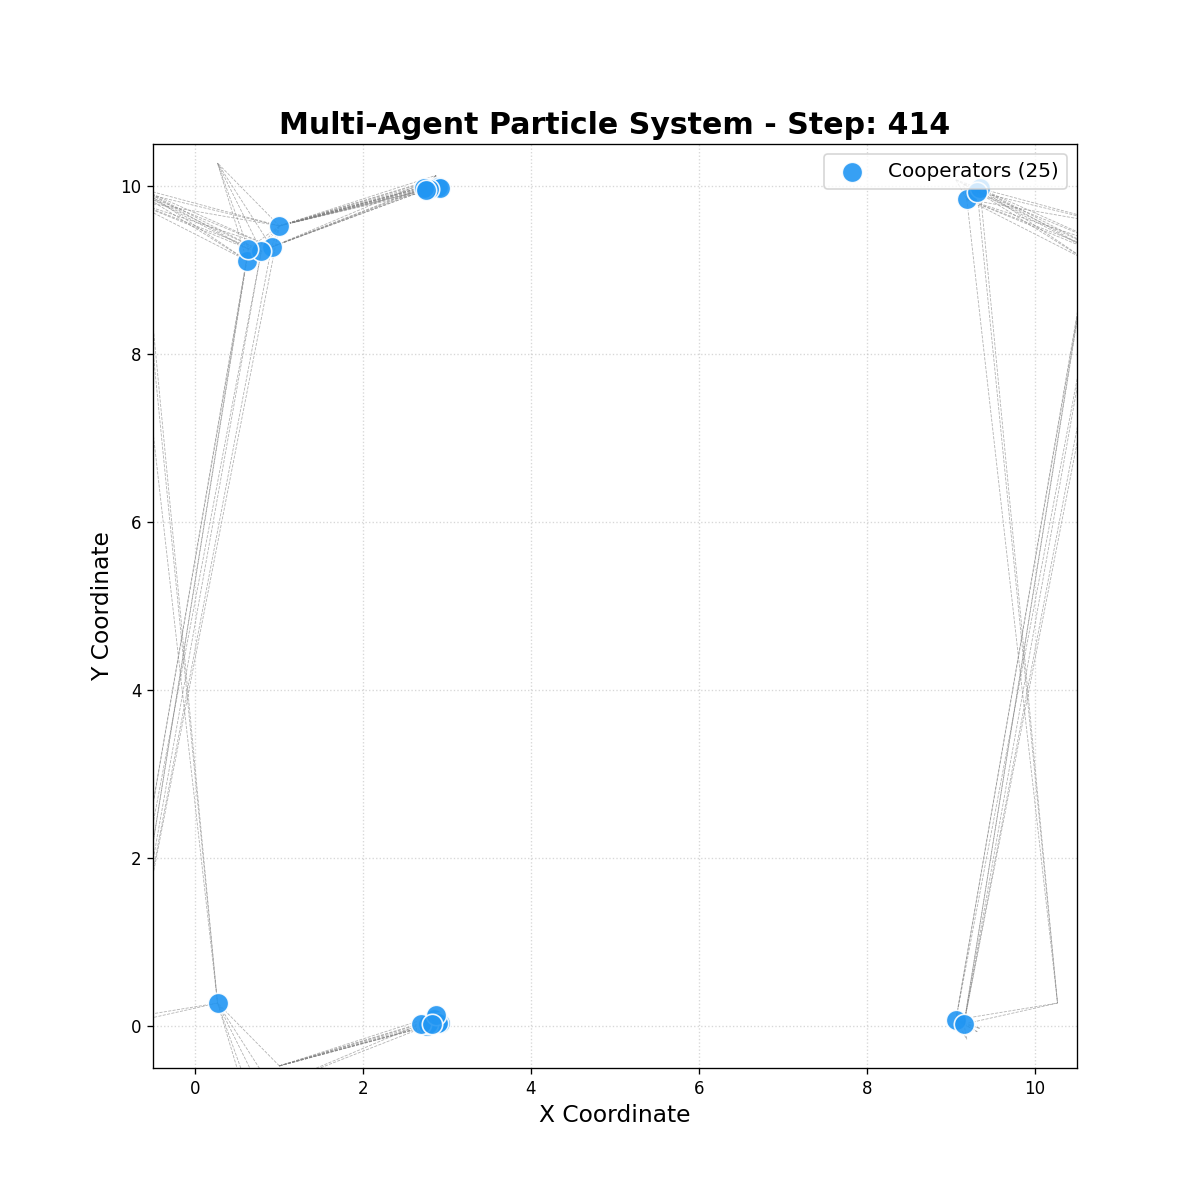 Multi-Agent Particle System - Step: 414
Cooperators (25)
10
8
6
4
2
0
Y Coordinate
0 2 4 6 8 10
X Coordinate